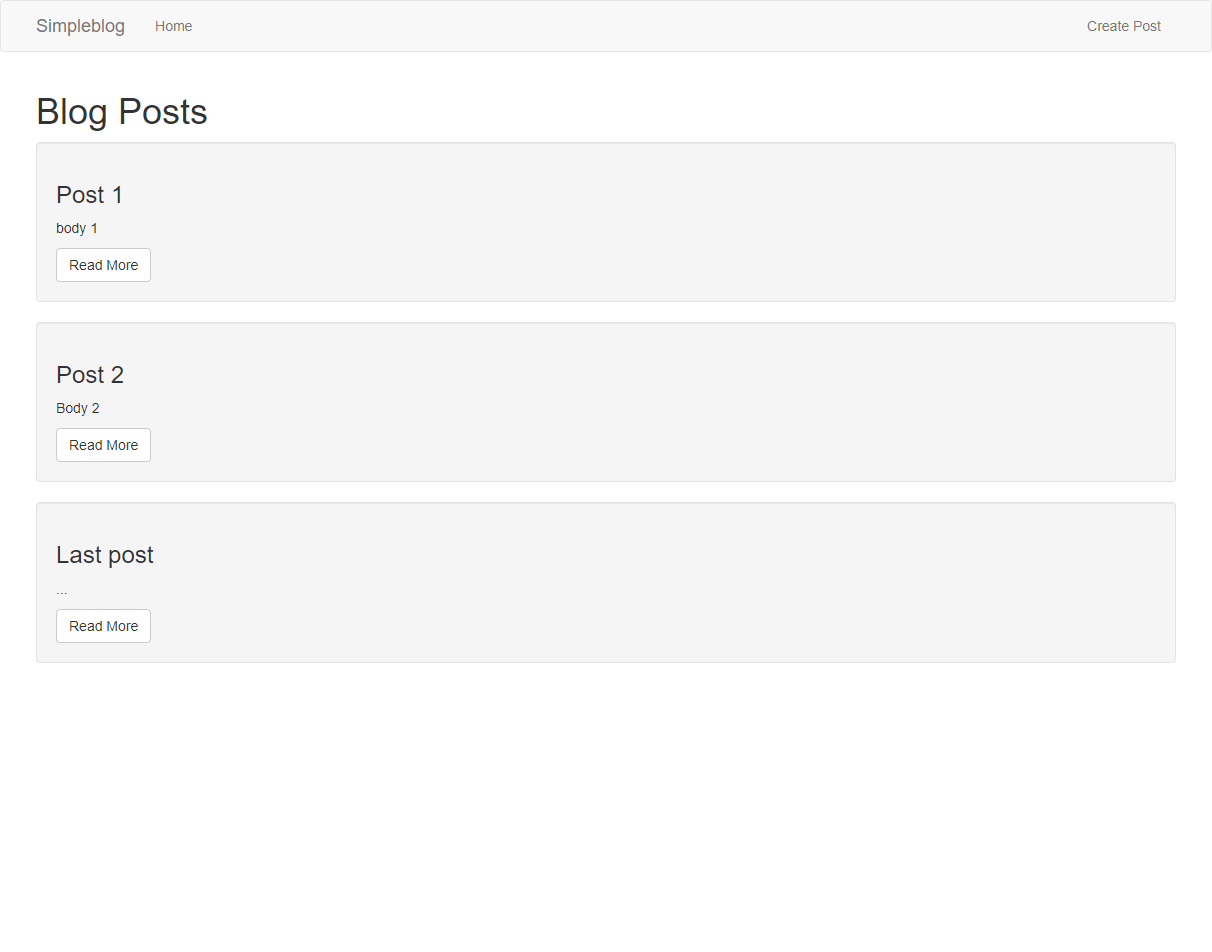 Simpleblog Home Create Post
Blog Posts
Post 1
body 1
Read More
Post 2
Body 2
Read More
Last post
...
Read More